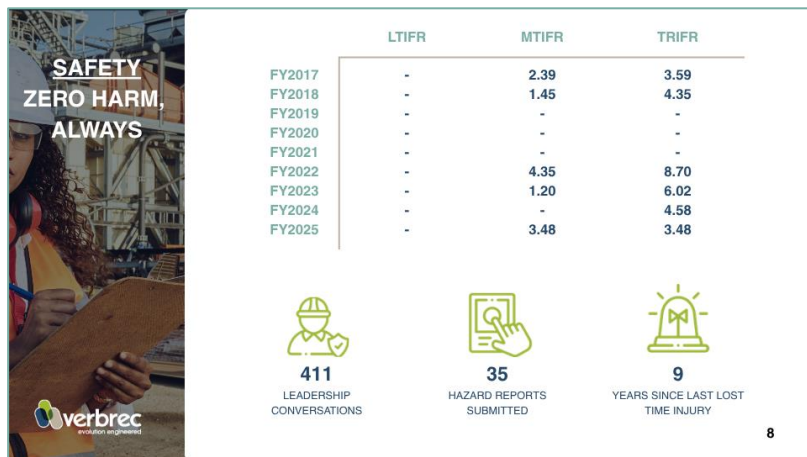 SAFETY
ZERO HARM,
ALWAYS
LTIFR MTIFR TRIFR
FY2017 - 2.39 3.59
FY2018 - 1.45 4.35
FY2019 - - -
FY2020 - - -
FY2021 - - -
FY2022 - 4.35 8.70
FY2023 - 1.20 6.02
FY2024 - - 4.58
FY2025 - 3.48 3.48
411
LEADERSHIP
CONVERSATIONS
35
HAZARD REPORTS
SUBMITTED
9
YEARS SINCE LAST LOST
TIME INJURY
verbrec
evolution engineered
8